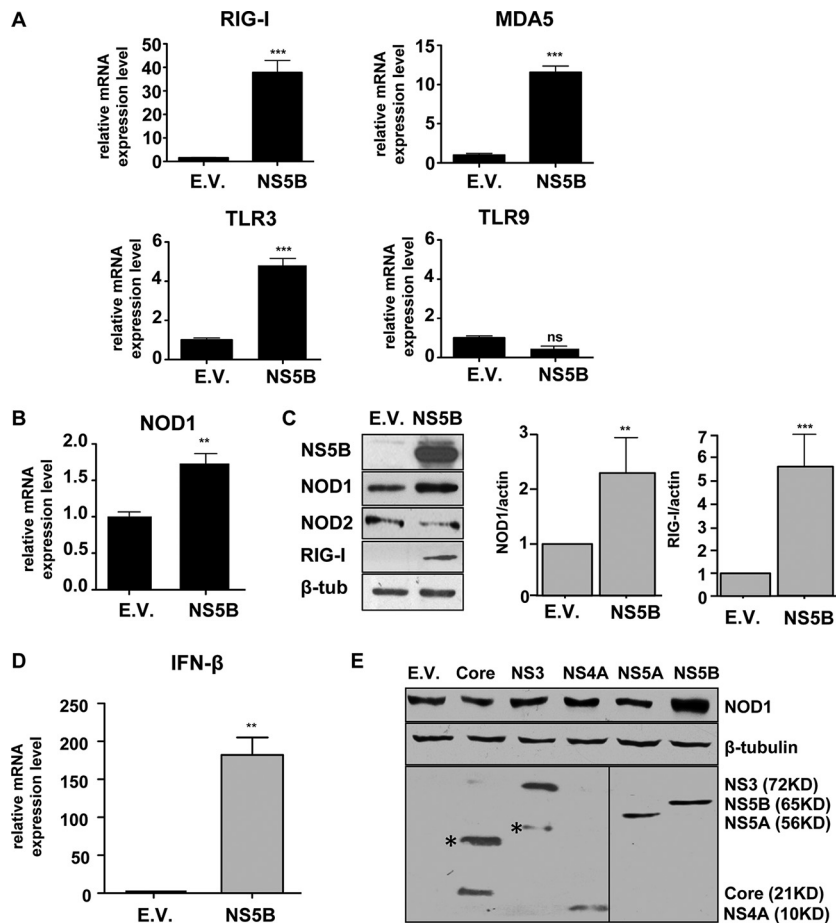 A
RIG-I
relative mRNA expression level
50
40
30
20
10
0
***
E.V. NS5B
MDA5
relative mRNA expression level
15
10
5
0
***
E.V. NS5B
TLR3
relative mRNA expression level
6
4
2
0
***
E.V. NS5B
TLR9
relative mRNA expression level
6
4
2
0
ns
E.V. NS5B
B
NOD1
relative mRNA expression level
2.0
1.5
1.0
0.5
0.0
**
E.V. NS5B
C
E.V. NS5B
NS5B
NOD1
NOD2
RIG-I
β-tub
NOD1/actin
3
2
1
0
**
E.V. NS5B
RIG-I/actin
7
6
5
4
3
2
1
0
***
E.V. NS5B
D
IFN-β
relative mRNA expression level
250
200
150
100
50
0
**
E.V. NS5B
E
E.V. Core NS3 NS4A NS5A NS5B
NOD1
β-tubulin
NS3 (72KD)
NS5B (65KD)
NS5A (56KD)
*
*
Core (21KD)
NS4A (10KD)